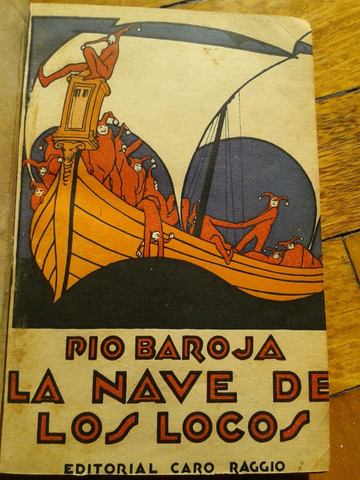 PIO BAROJA
LA NAVE DE
LOS LOCOS
EDITORIAL CARO RAGGIO